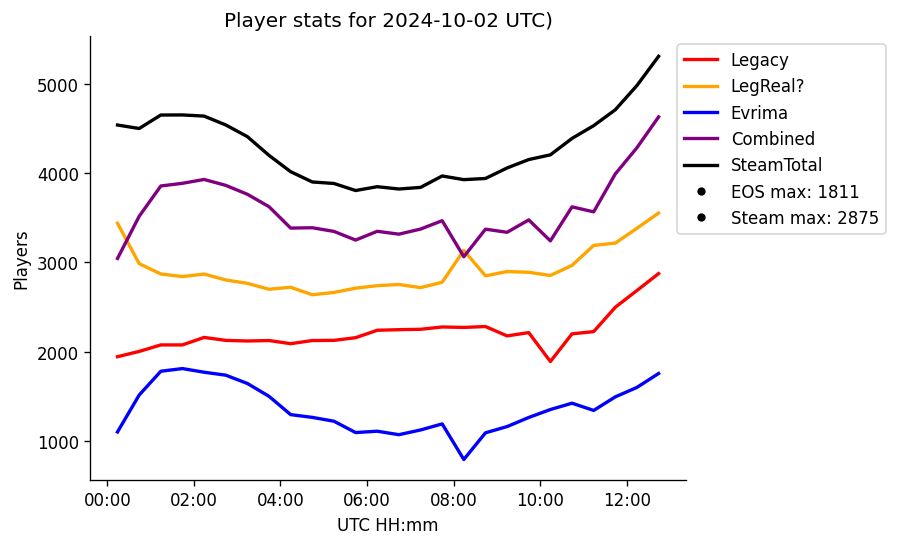 Player stats for 2024-10-02 UTC)
Legacy
LegReal?
Evrima
Combined
SteamTotal
EOS max: 1811
Steam max: 2875
Players
5000
4000
3000
2000
1000
00:00 02:00 04:00 06:00 08:00 10:00 12:00
UTC HH:mm